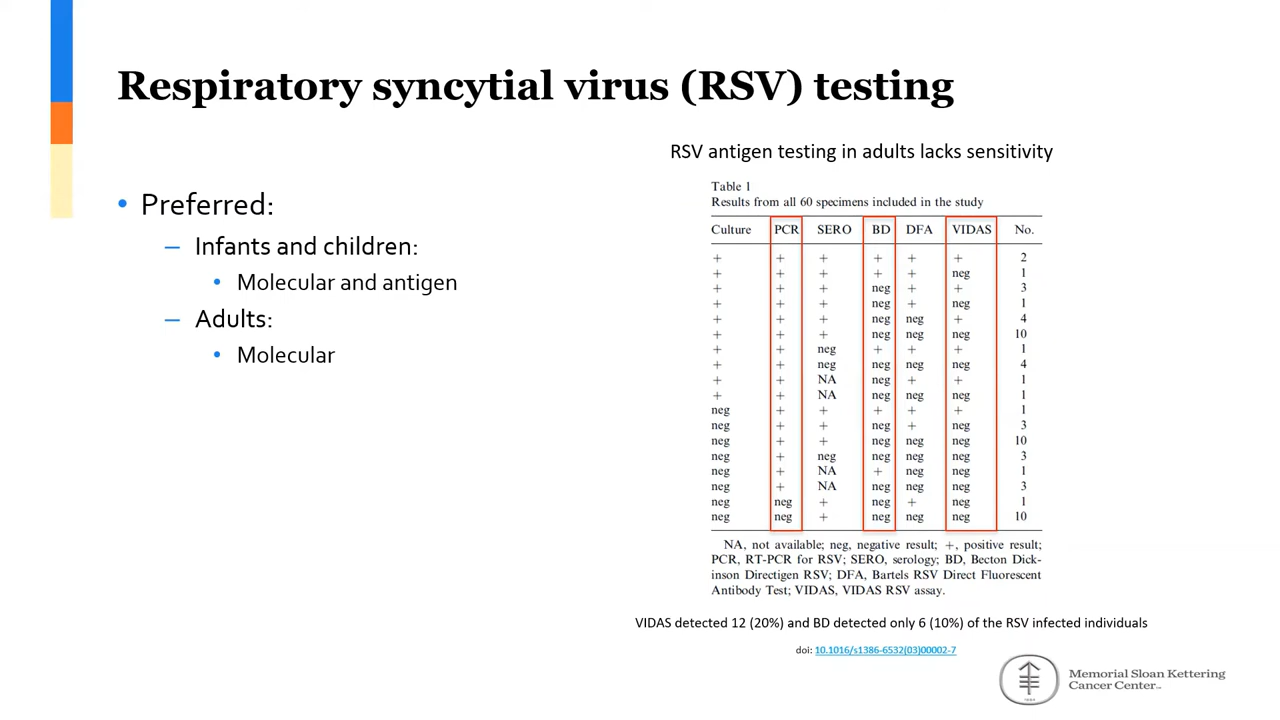 Respiratory syncytial virus (RSV) testing
• Preferred:
– Infants and children:
• Molecular and antigen
– Adults:
• Molecular
RSV antigen testing in adults lacks sensitivity
Table 1
Results from all 60 specimens included in the study
Culture PCR SERO BD DFA VIDAS No.
+ + + + + + 2
+ + + + + neg 1
+ + + neg + + 3
+ + + neg + neg 1
+ + + neg neg + 4
+ + + neg neg neg 10
+ + neg + + + 1
+ + neg neg neg neg 4
+ + NA neg + + 1
+ + NA neg neg neg 1
neg + + + + + 1
neg + + neg + neg 3
neg + + neg neg neg 10
neg + neg neg neg neg 3
neg + NA + neg neg 1
neg + NA neg neg neg 3
neg neg + neg + neg 1
neg neg + neg neg neg 10
NA, not available; neg, negative result; +, positive result;
PCR, RT-PCR for RSV; SERO, serology; BD, Becton Dick-
inson Directigen RSV; DFA, Bartels RSV Direct Fluorescent
Antibody Test; VIDAS, VIDAS RSV assay.
VIDAS detected 12 (20%) and BD detected only 6 (10%) of the RSV infected individuals
doi: 10.1016/s1386-6532(03)00002-7
Memorial Sloan Kettering
Cancer Center